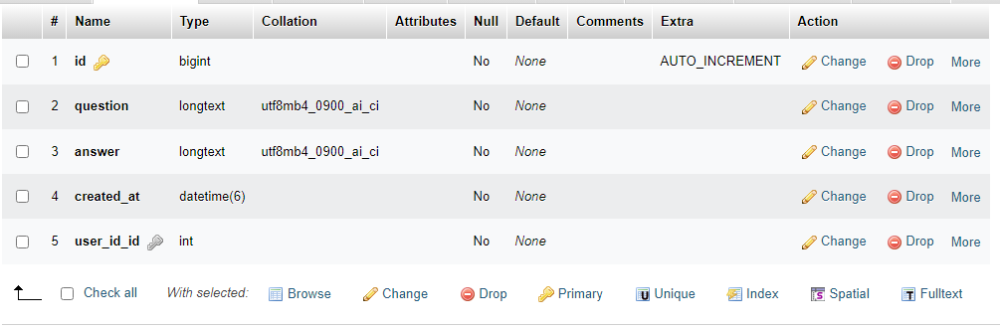 # Name Type Collation Attributes Null Default Comments Extra Action
1 id bigint No None AUTO_INCREMENT Change Drop More
2 question longtext utf8mb4_0900_ai_ci No None Change Drop More
3 answer longtext utf8mb4_0900_ai_ci No None Change Drop More
4 created_at datetime(6) No None Change Drop More
5 user_id_id int No None Change Drop More
Check all With selected: Browse Change Drop Primary U Unique Index S Spatial T Fulltext